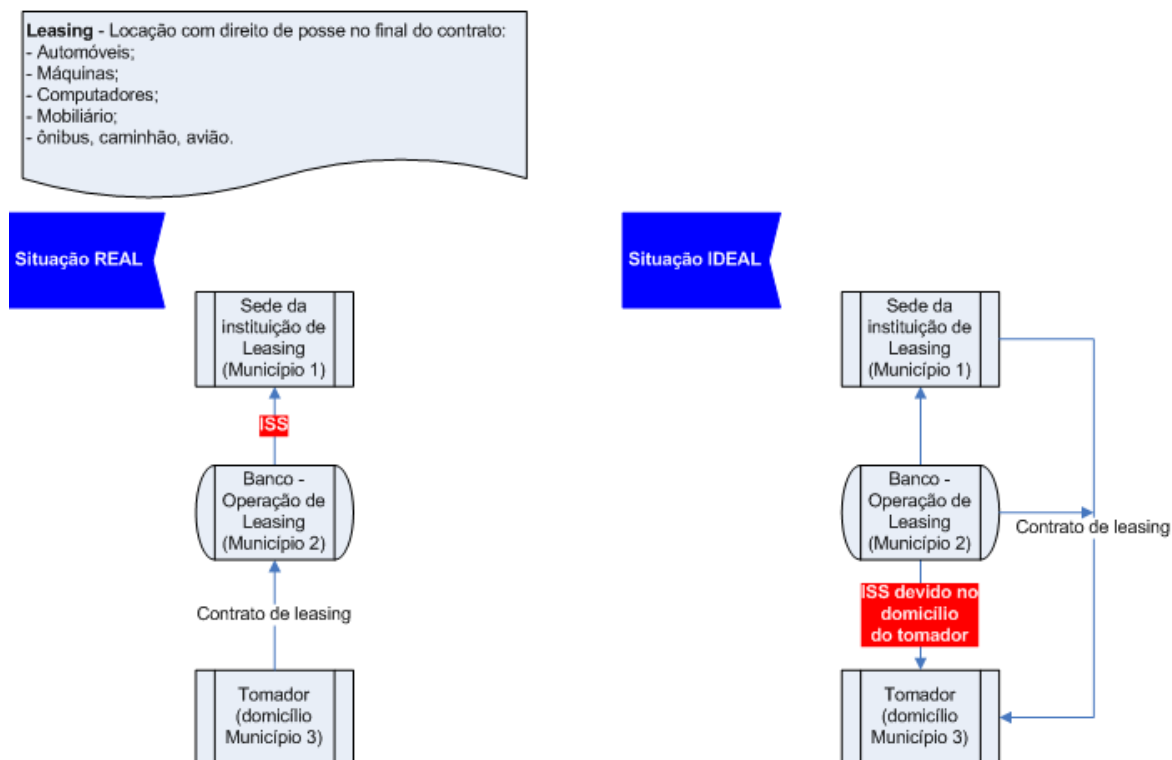 Leasing - Locação com direito de posse no final do contrato:
- Automóveis;
- Máquinas;
- Computadores;
- Mobiliário;
- ônibus, caminhão, avião.
Situação REAL
Sede da
instituição de
Leasing
(Município 1)
ISS
Banco -
Operação de
Leasing
(Município 2)
Contrato de leasing
Tomador
(domicílio
Município 3)
Situação IDEAL
Sede da
instituição de
Leasing
(Município 1)
Banco -
Operação de
Leasing
(Município 2)
Contrato de leasing
ISS devido no
domicílio
do tomador
Tomador
(domicílio
Município 3)